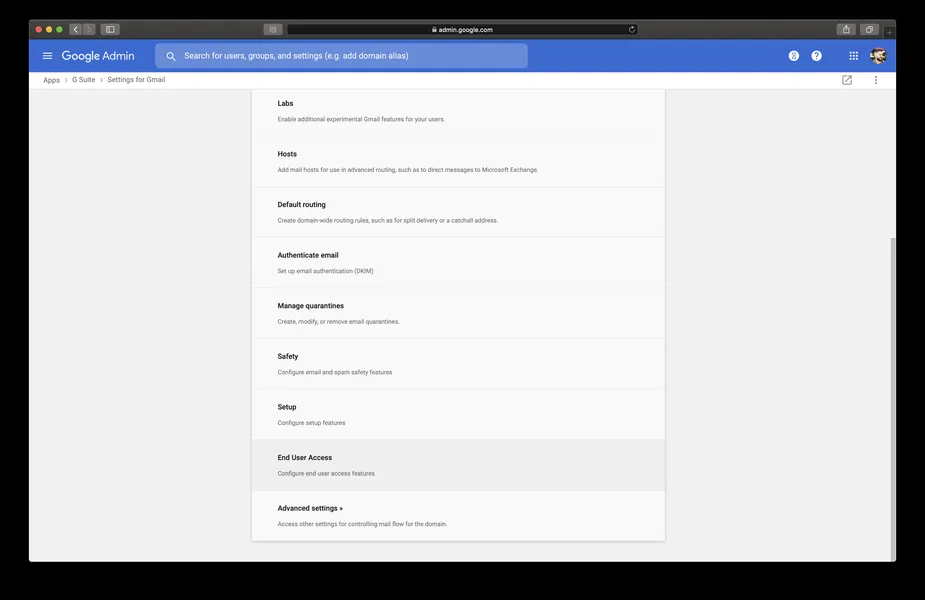 admin.google.com
Google Admin
Search for users, groups, and settings (e.g. add domain alias)
8 ?
Apps > G Suite > Settings for Gmail
Labs
Enable additional experimental Gmail features for your users.
Hosts
Add mail hosts for use in advanced routing, such as to direct messages to Microsoft Exchange.
Default routing
Create domain-wide routing rules, such as for split delivery or a catchall address.
Authenticate email
Set up email authentication (DKIM)
Manage quarantines
Create, modify, or remove email quarantines.
Safety
Configure email and spam safety features
Setup
Configure setup features
End User Access
Configure end user access features
Advanced settings »
Access other settings for controlling mail flow for the domain.